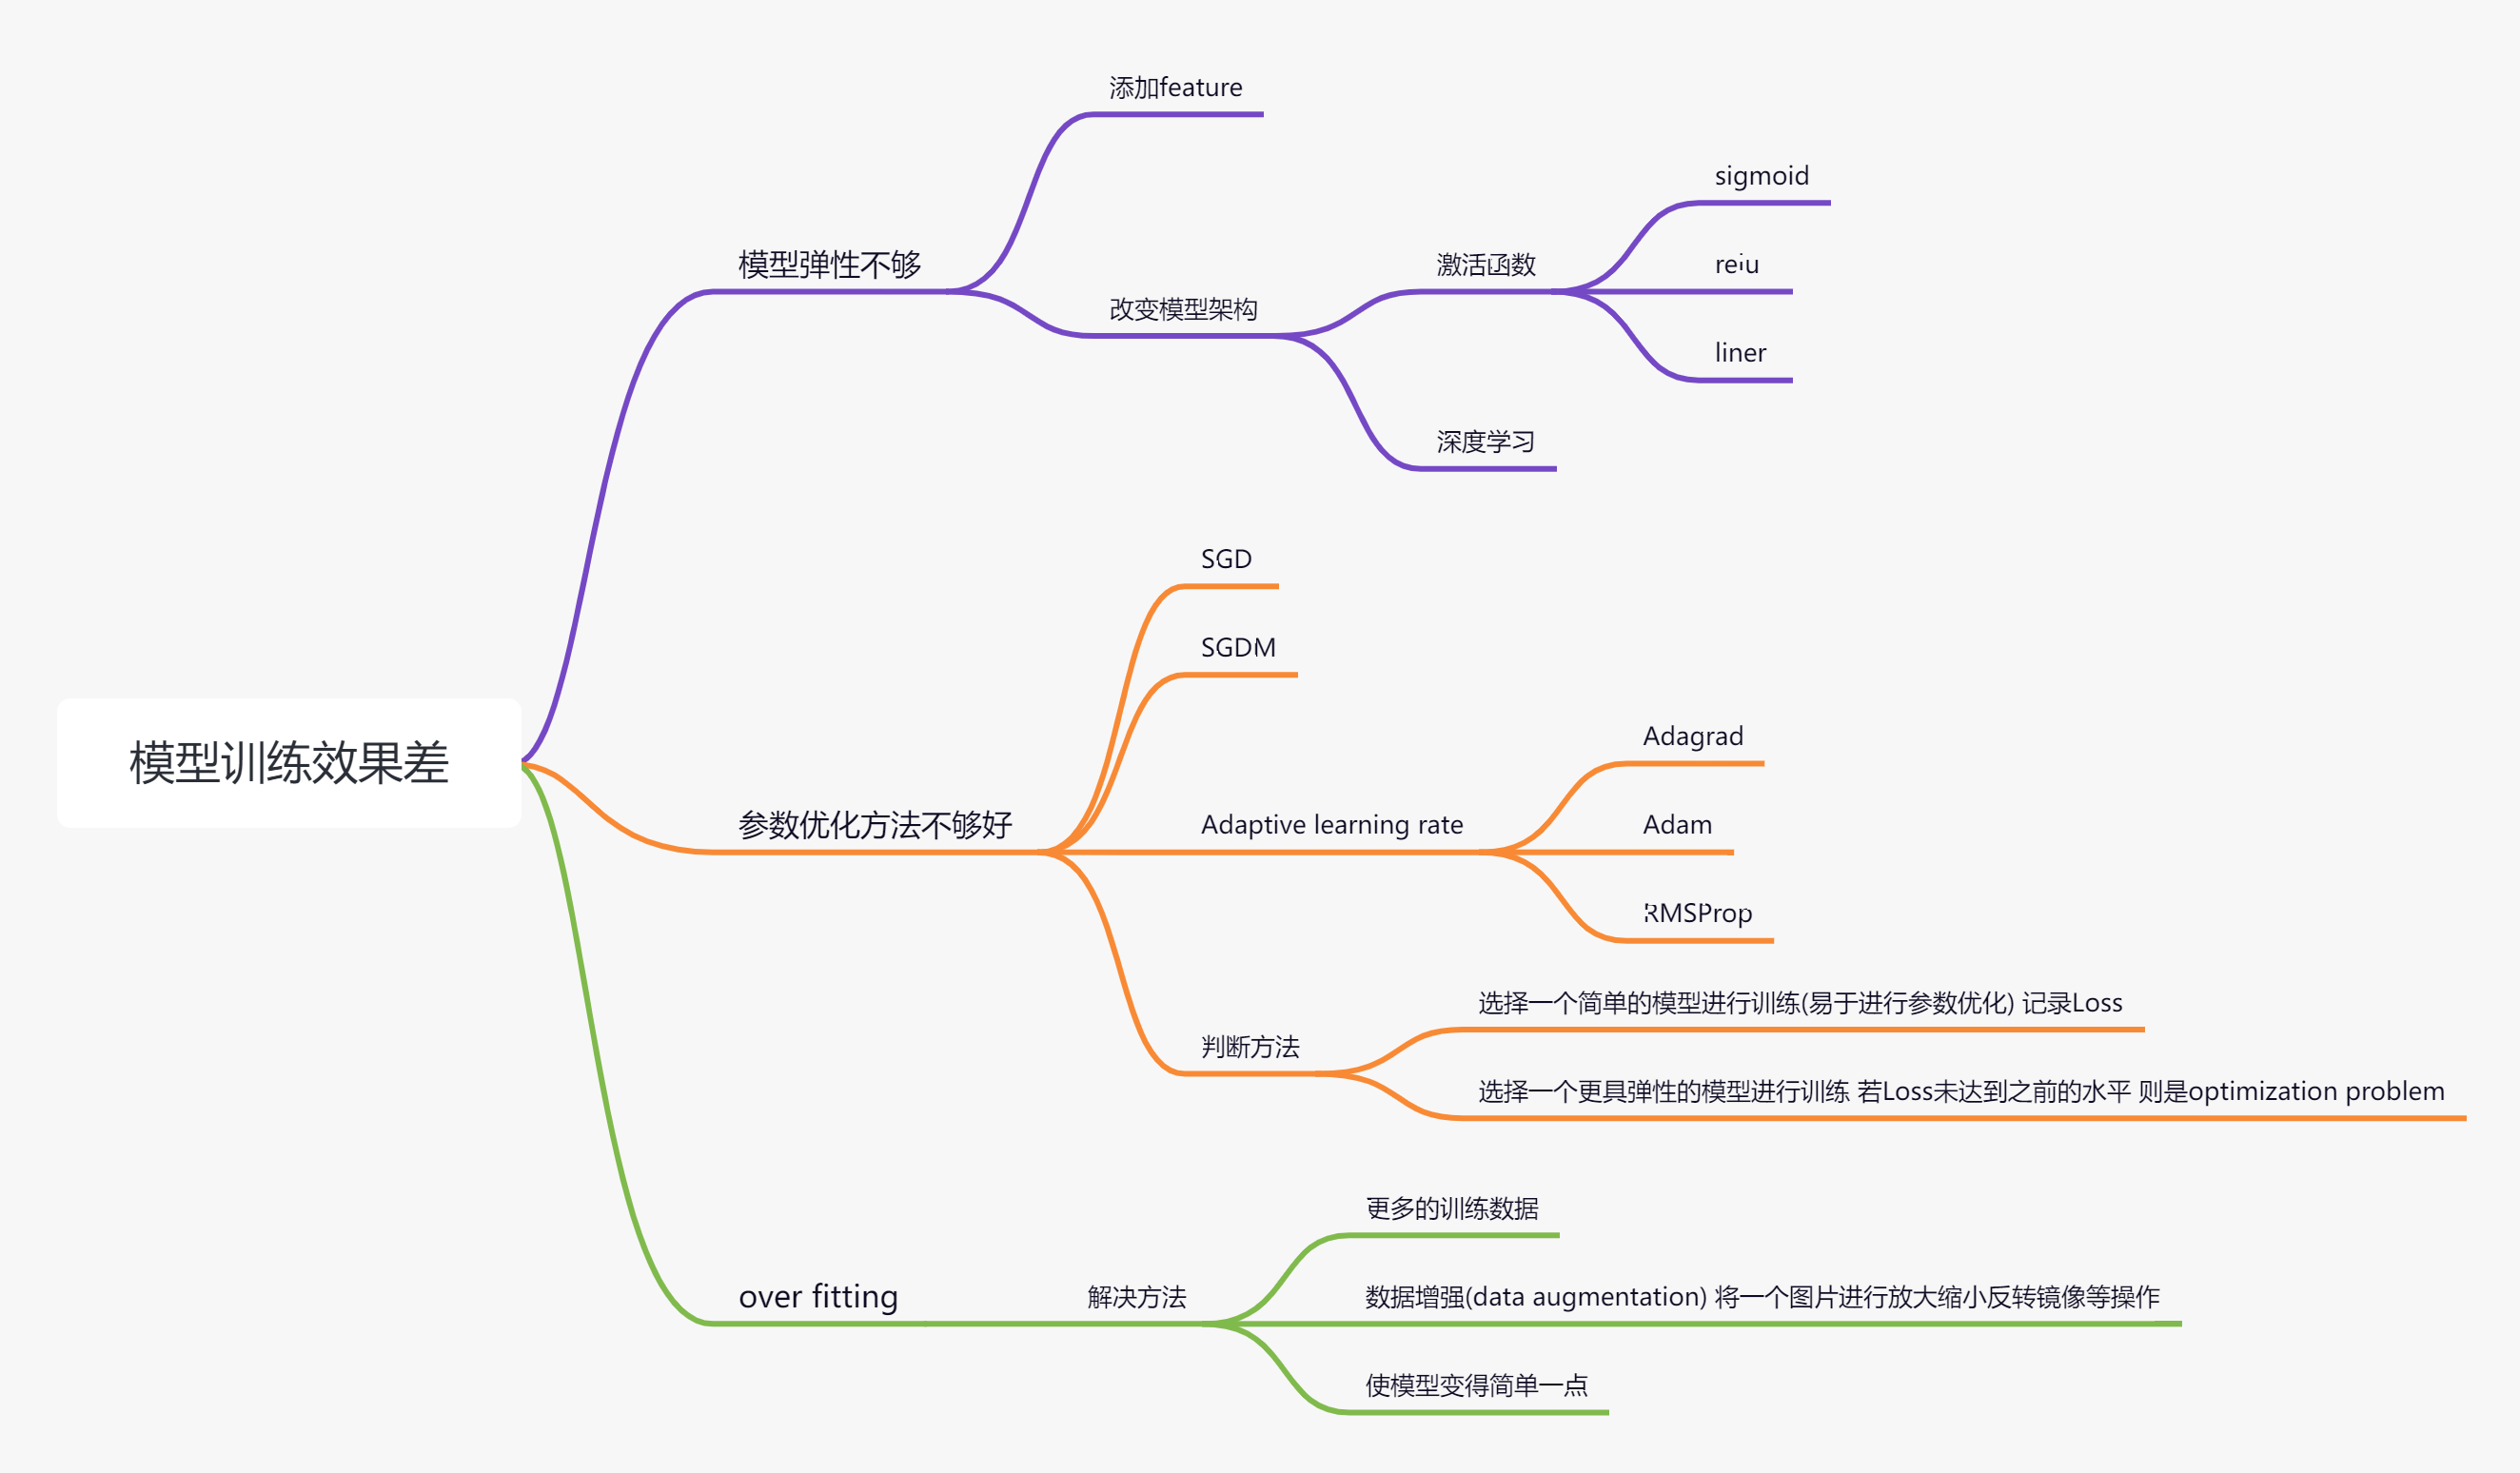 模型训练效果差
模型弹性不够
添加feature
改变模型架构
激活函数
sigmoid
reiu
liner
深度学习
参数优化方法不够好
SGD
SGDM
Adaptive learning rate
Adagrad
Adam
RMSProp
判断方法
选择一个简单的模型进行训练(易于进行参数优化) 记录Loss
选择一个更具弹性的模型进行训练 若Loss未达到之前的水平 则是optimization problem
over fitting
解决方法
更多的训练数据
数据增强(data augmentation) 将一个图片进行放大缩小反转镜像等操作
使模型变得简单一点